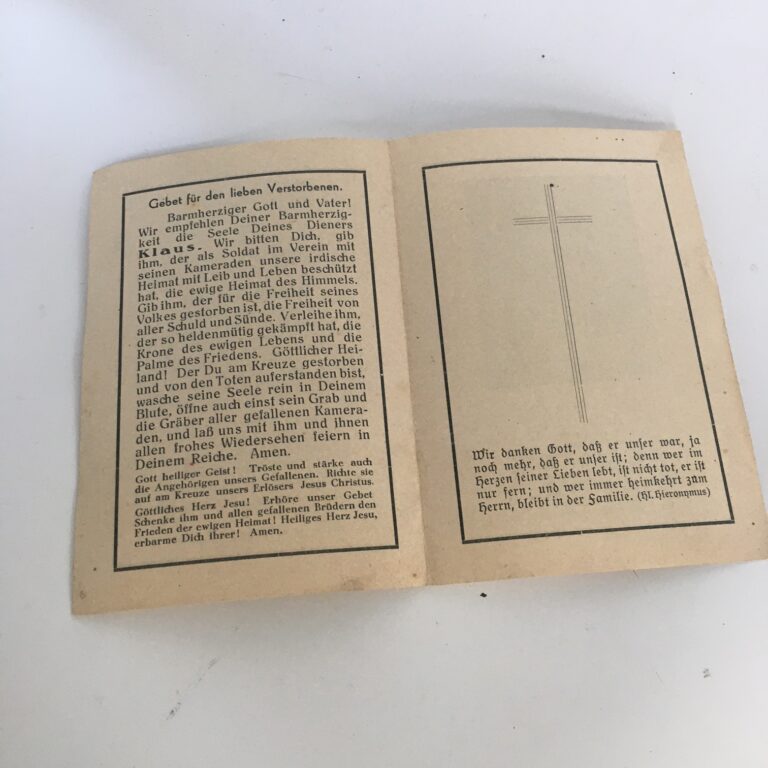 Gebet für den lieben Verstorbenen.
Barmherziger Gott und Vater!
Wir empfehlen Deiner Barmherzig-
keit die Seele Deines Dieners
Klaus. Wir bitten Dich, gib
ihm, der als Soldat im Verein mit
seinen Kameraden unsere irdische
Heimat mit Leib und Leben beschützt
hat, die ewige Heimat des Himmels.
Gib ihm, der für die Freiheit seines
Volkes gestorben ist, die Freiheit von
aller Schuld und Sünde. Verleihe ihm,
der so heldenmütig gekämpft hat, die
Krone des ewigen Lebens und die
Palme des Friedens. Göttlicher Hei-
land! Der Du am Kreuze gestorben
und von den Toten auferstanden bist,
wasche seine Seele rein in Deinem
Blute, öffne auch einst sein Grab und
die Gräber aller gefallenen Kamera-
den, und laß uns mit ihm und ihnen
allen frohes Wiedersehen feiern in
Deinem Reiche. Amen.
Gott heiliger Geist! Tröste und stärke auch
die Angehörigen unsers Gefallenen. Richte sie
auf am Kreuze unsers Erlösers Jesus Christus.
Göttliches Herz Jesu! Erhöre unser Gebet
Schenke ihm und allen gefallenen Brüdern den
Frieden der ewigen Heimat! Heiliges Herz Jesu,
erbarme Dich ihrer! Amen.
Wir danken Gott, daß er unser war, ja
noch mehr, daß er unser ist; denn wer im
Herzen seiner Lieben lebt, ist nicht tot, er ist
nur fern; und wer immer heimkehrt zum
Herrn, bleibt in der Familie. (Hl. Hieronymus)